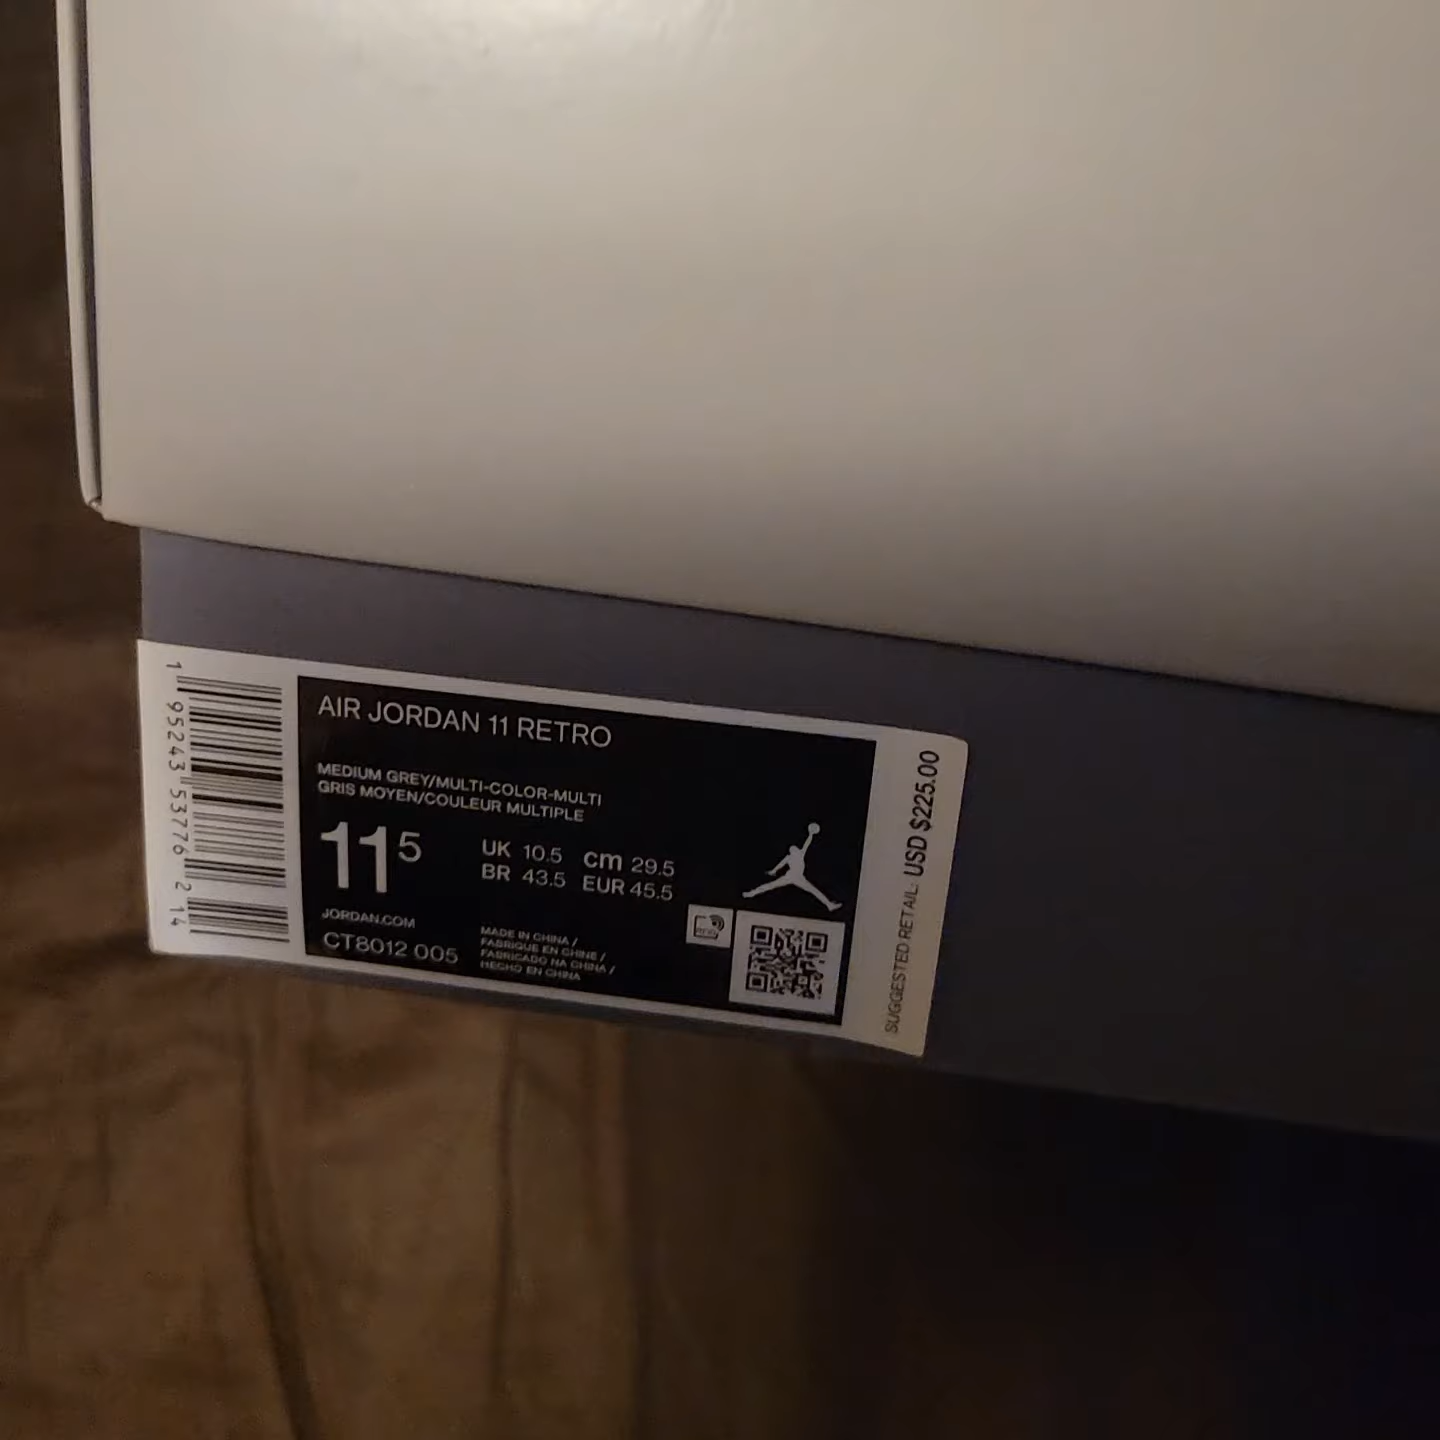 1 95243 53776 2 14
AIR JORDAN 11 RETRO
MEDIUM GREY/MULTI-COLOR-MULTI
GRIS MOYEN/COULEUR MULTIPLE
11 5
UK 10.5 cm 29.5
BR 43.5 EUR 45.5
JORDAN.COM
CT8012 005
MADE IN CHINA /
FABRIQUE EN CHINE /
FABRICADO NA CHINA /
HECHO EN CHINA
SUGGESTED RETAIL: USD $225.00